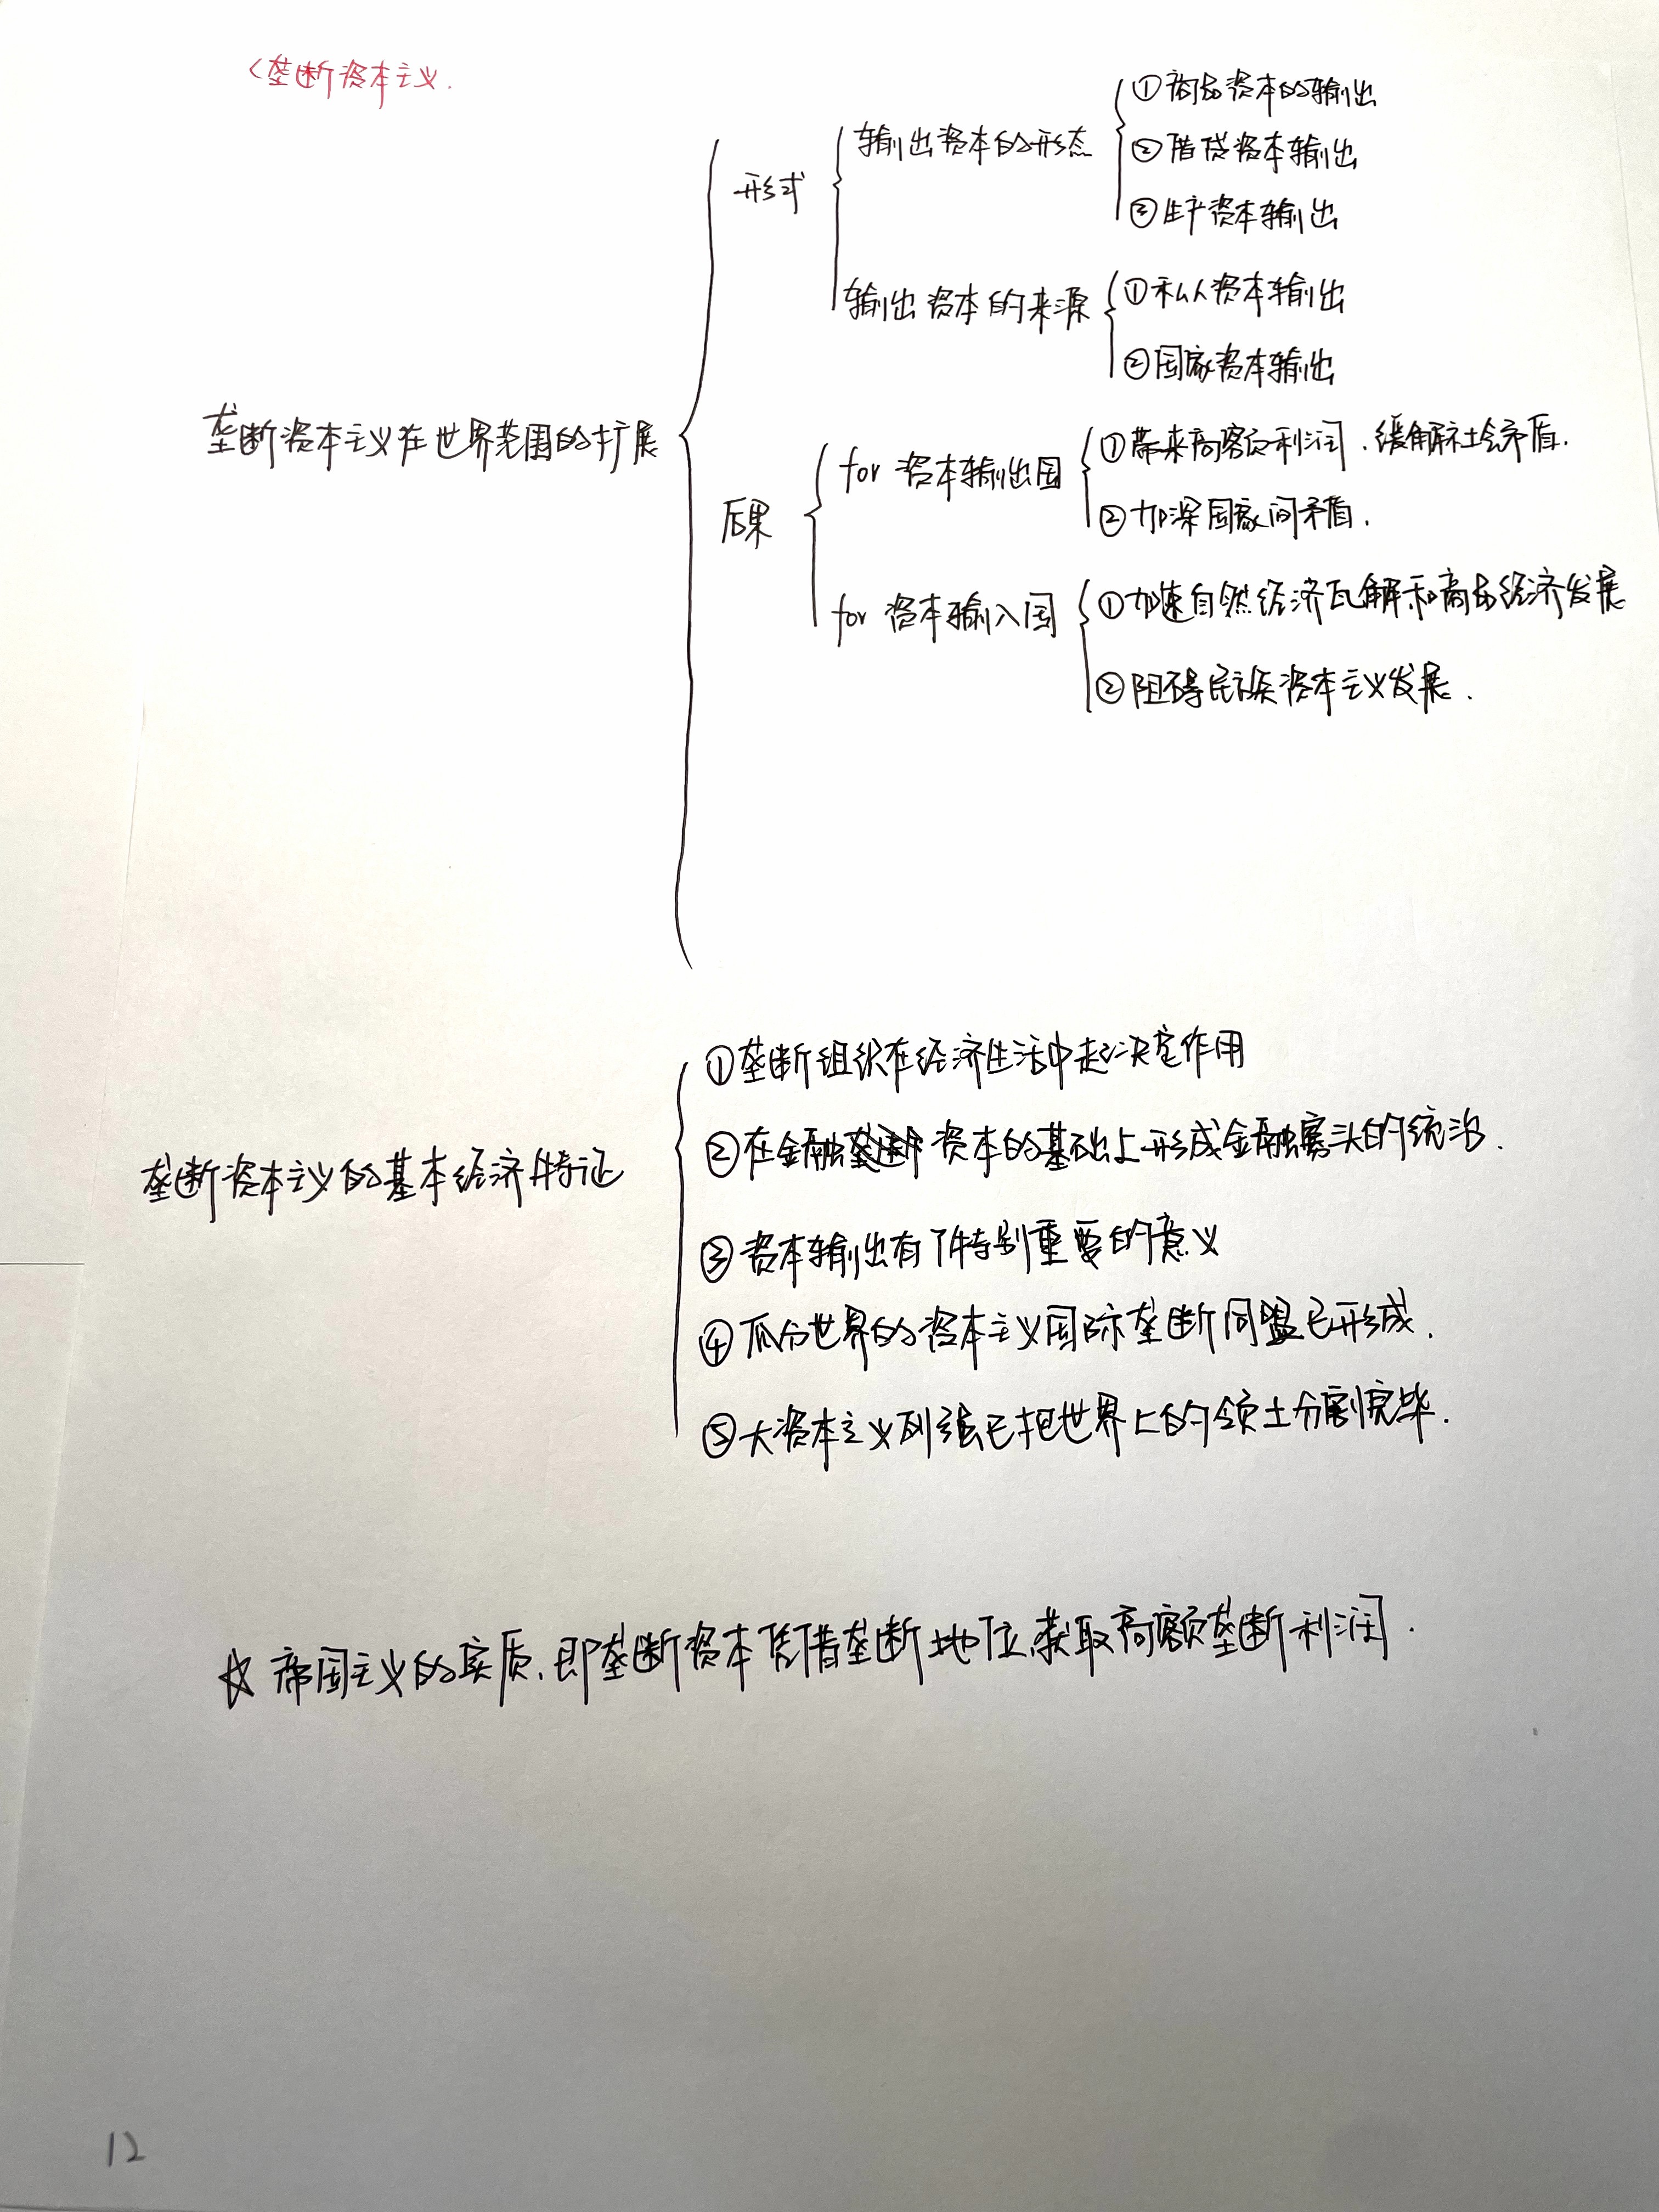 <垄断资本主义.
垄断资本主义在世界范围的扩展
形式
输出资本的形态
①商品资本的输出
②借贷资本输出
③生产资本输出
输出资本的来源
①私人资本输出
②国家资本输出
后果
for 资本输出国
①带来高额利润.缓解社会矛盾.
②加深国家间矛盾.
for 资本输入国
①加速自然经济瓦解和商品经济发展
②阻碍民族资本主义发展.
垄断资本主义的基本经济特证
①垄断组织在经济生活中起决定作用
②在金融资本的基础上形成金融寡头的统治.
③资本输出有了特别重要的意义
④瓜分世界的资本主义国际垄断同盟已形成.
⑤大资本主义列强已把世界上的领土分割完毕.
☆ 帝国主义的实质.即垄断资本凭借垄断地位.获取高额垄断利润.
12